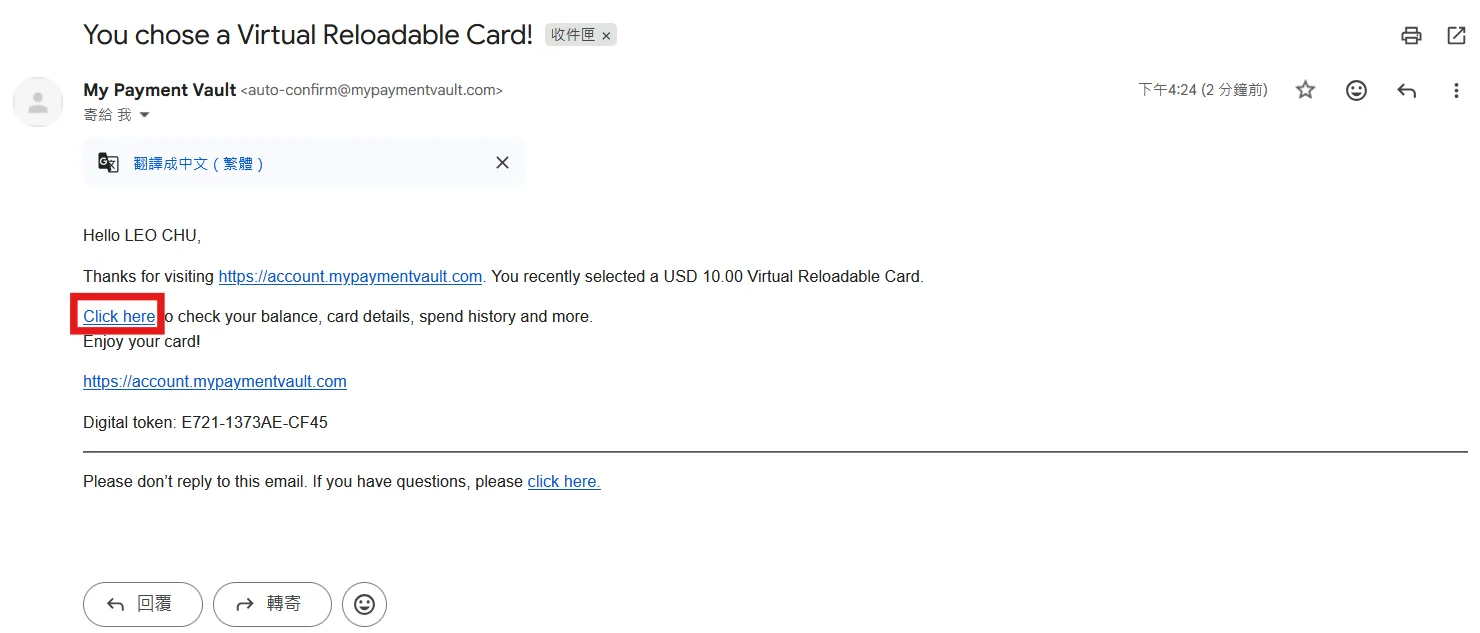 You chose a Virtual Reloadable Card! 收件匣 ×
My Payment Vault <auto-confirm@mypaymentvault.com> 下午4:24 (2 分鐘前)
寄給 我
翻譯成中文 ( 繁體 )
Hello LEO CHU,
Thanks for visiting https://account.mypaymentvault.com. You recently selected a USD 10.00 Virtual Reloadable Card.
Click here to check your balance, card details, spend history and more.
Enjoy your card!
https://account.mypaymentvault.com
Digital token: E721-1373AE-CF45
Please don’t reply to this email. If you have questions, please click here.
回覆 轉寄